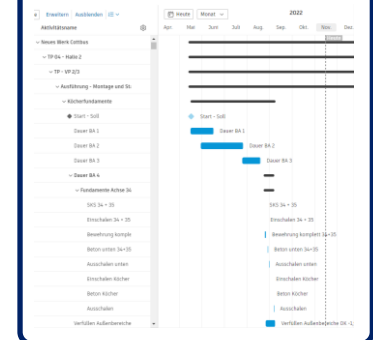 Erweitern Ausblenden
Heute Monat 2022
Aktivitätsname Apr. Mai Juni Juli Aug. Sep. Okt. Nov. Dez.
Heute
Neues Werk Cottbus
TP 04 - Halle 2
TP - VP 2/3
Ausführung - Montage und St.
Köcherfundamente
Start - Soll Start - Soll
Dauer BA 1 Dauer BA 1
Dauer BA 2 Dauer BA 2
Dauer BA 3 Dauer BA 3
Dauer BA 4
Fundamente Achse 34
SKS 34 + 35 SKS 34 + 35
Einschalen 34 + 35 Einschalen 34 + 35
Bewehrung komple Bewehrung komplett 34+35
Beton unten 34+35 Beton unten 34+35
Ausschalen unten Ausschalen unten
Einschalen Köcher Einschalen Köcher
Beton Köcher Beton Köcher
Ausschalen Ausschalen
Verfüllen Außenbereiche Verfüllen Außenbereiche